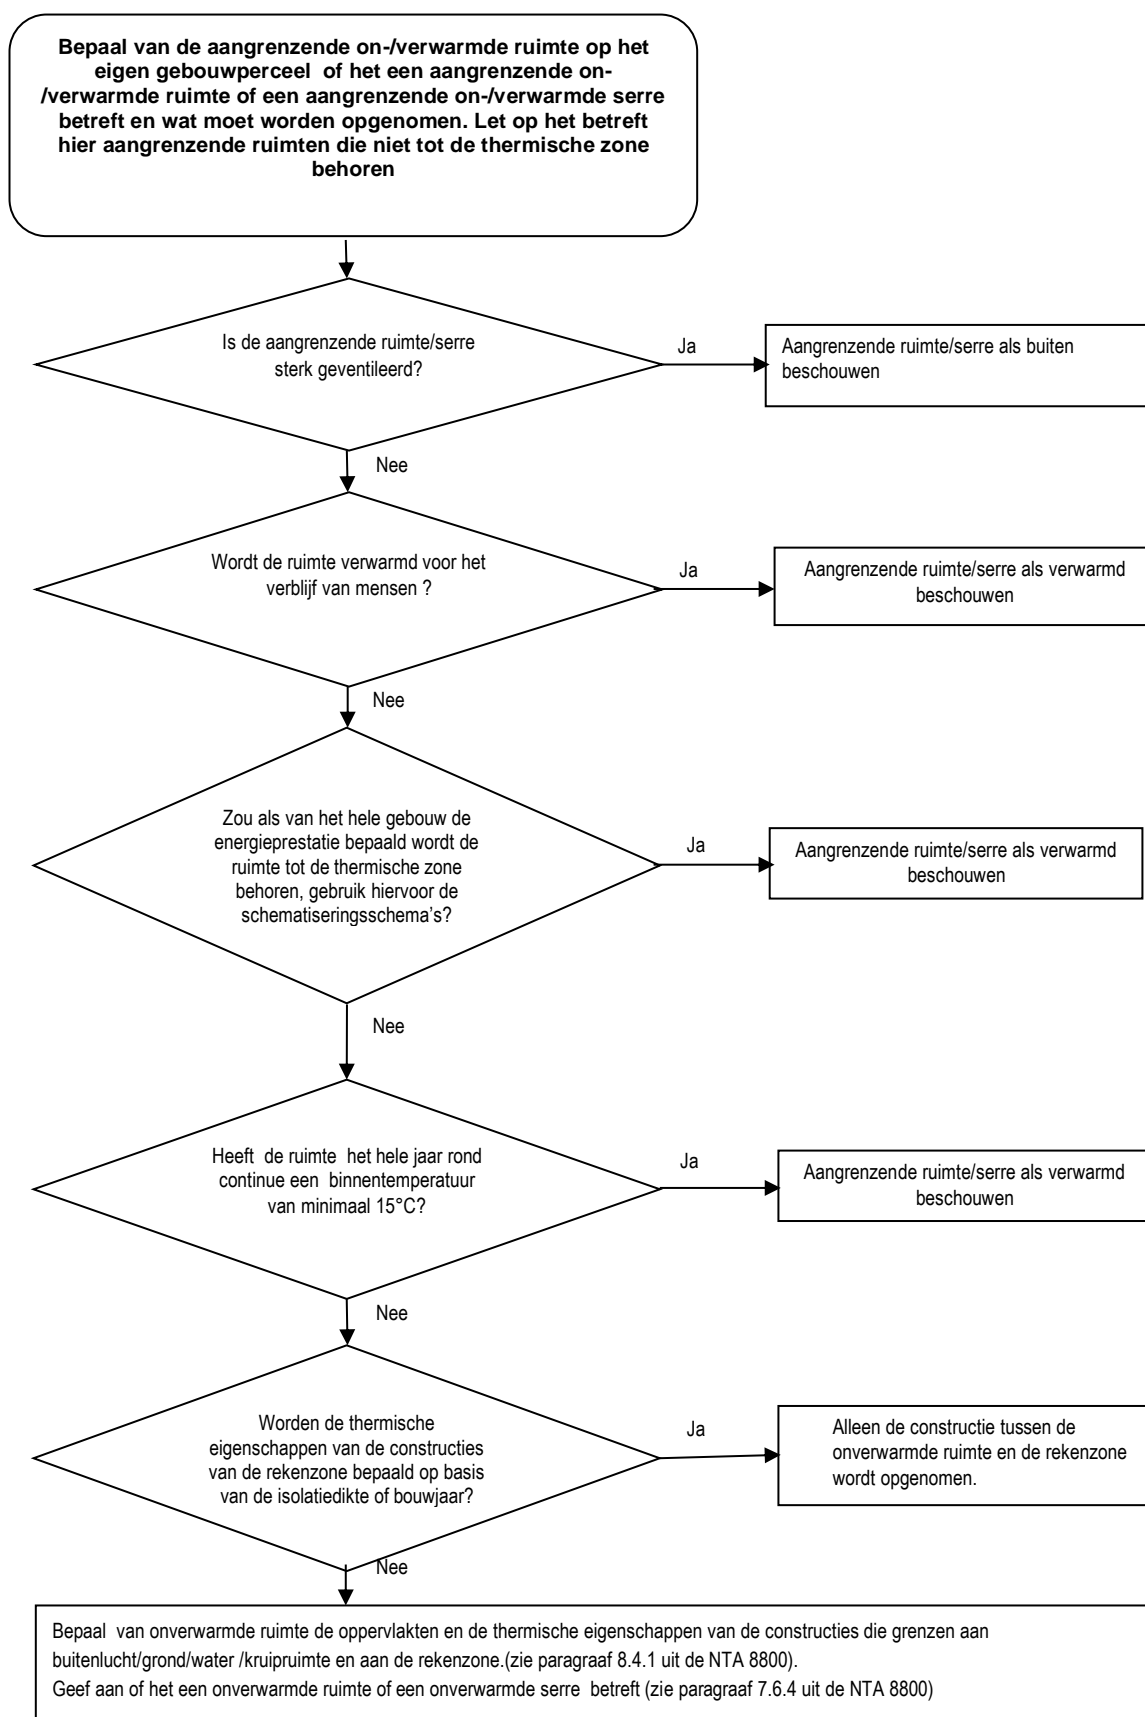 Bepaal van de aangrenzende on-/verwarmde ruimte op het
eigen gebouwperceel of het een aangrenzende on-
/verwarmde ruimte of een aangrenzende on-/verwarmde serre
betreft en wat moet worden opgenomen. Let op het betreft
hier aangrenzende ruimten die niet tot de thermische zone
behoren
Is de aangrenzende ruimte/serre
sterk geventileerd?
Ja
Aangrenzende ruimte/serre als buiten
beschouwen
Nee
Wordt de ruimte verwarmd voor het
verblijf van mensen ?
Ja
Aangrenzende ruimte/serre als verwarmd
beschouwen
Nee
Zou als van het hele gebouw de
energieprestatie bepaald wordt de
ruimte tot de thermische zone
behoren, gebruik hiervoor de
schematiseringsschema's?
Ja
Aangrenzende ruimte/serre als verwarmd
beschouwen
Nee
Heeft de ruimte het hele jaar rond
continue een binnentemperatuur
van minimaal 15°C?
Ja
Aangrenzende ruimte/serre als verwarmd
beschouwen
Nee
Worden de thermische
eigenschappen van de constructies
van de rekenzone bepaald op basis
van de isolatiedikte of bouwjaar?
Ja
Alleen de constructie tussen de
onverwarmde ruimte en de rekenzone
wordt opgenomen.
Nee
Bepaal van onverwarmde ruimte de oppervlakten en de thermische eigenschappen van de constructies die grenzen aan
buitenlucht/grond/water /kruipruimte en aan de rekenzone.(zie paragraaf 8.4.1 uit de NTA 8800).
Geef aan of het een onverwarmde ruimte of een onverwarmde serre betreft (zie paragraaf 7.6.4 uit de NTA 8800)